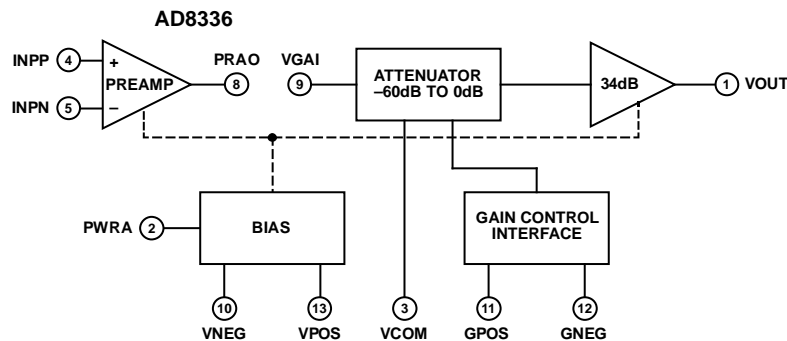 AD8336
INPP 4 + PRAO VGAI ATTENUATOR
–60dB TO 0dB 34dB 1 VOUT
PREAMP 8 9
INPN 5 –
PWRA 2 BIAS GAIN CONTROL
INTERFACE
10 13 3 11 12
VNEG VPOS VCOM GPOS GNEG